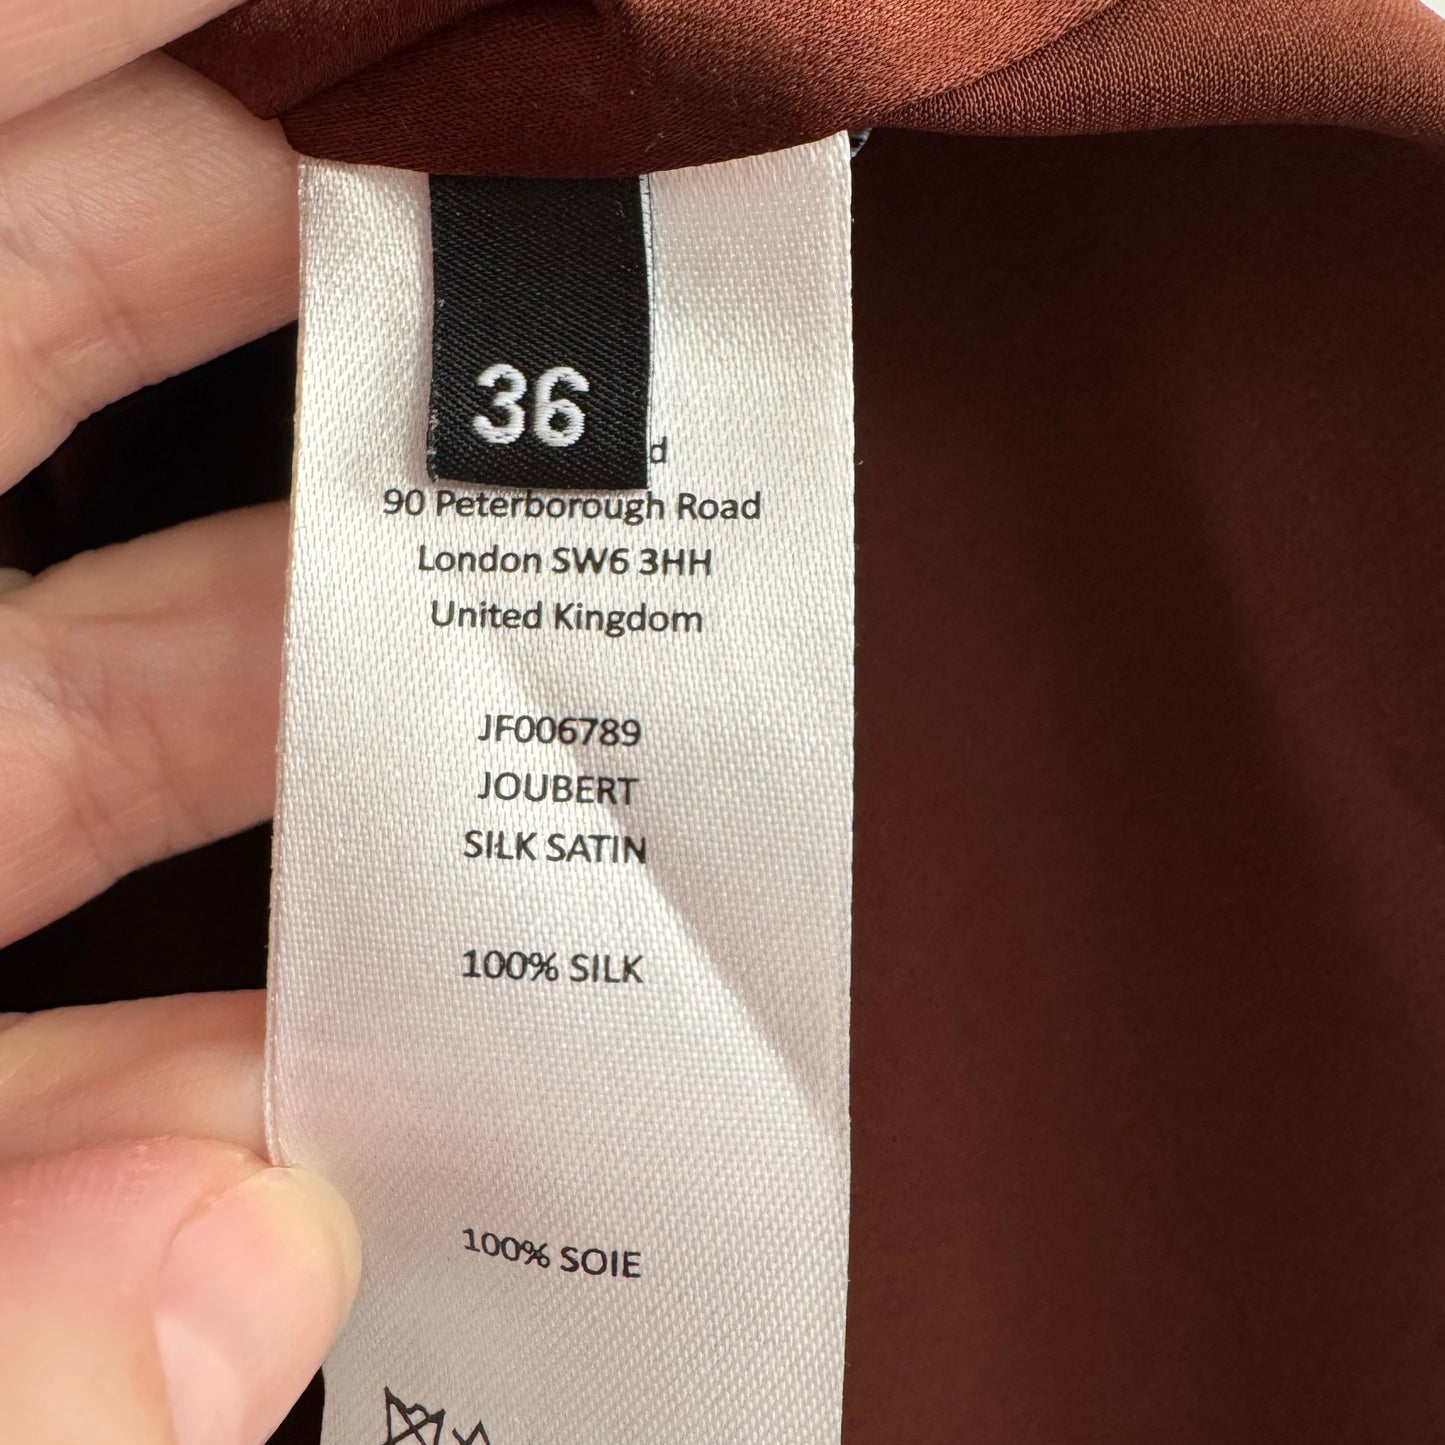 36
d
90 Peterborough Road
London SW6 3HH
United Kingdom
JF006789
JOUBERT
SILK SATIN
100% SILK
100% SOIE